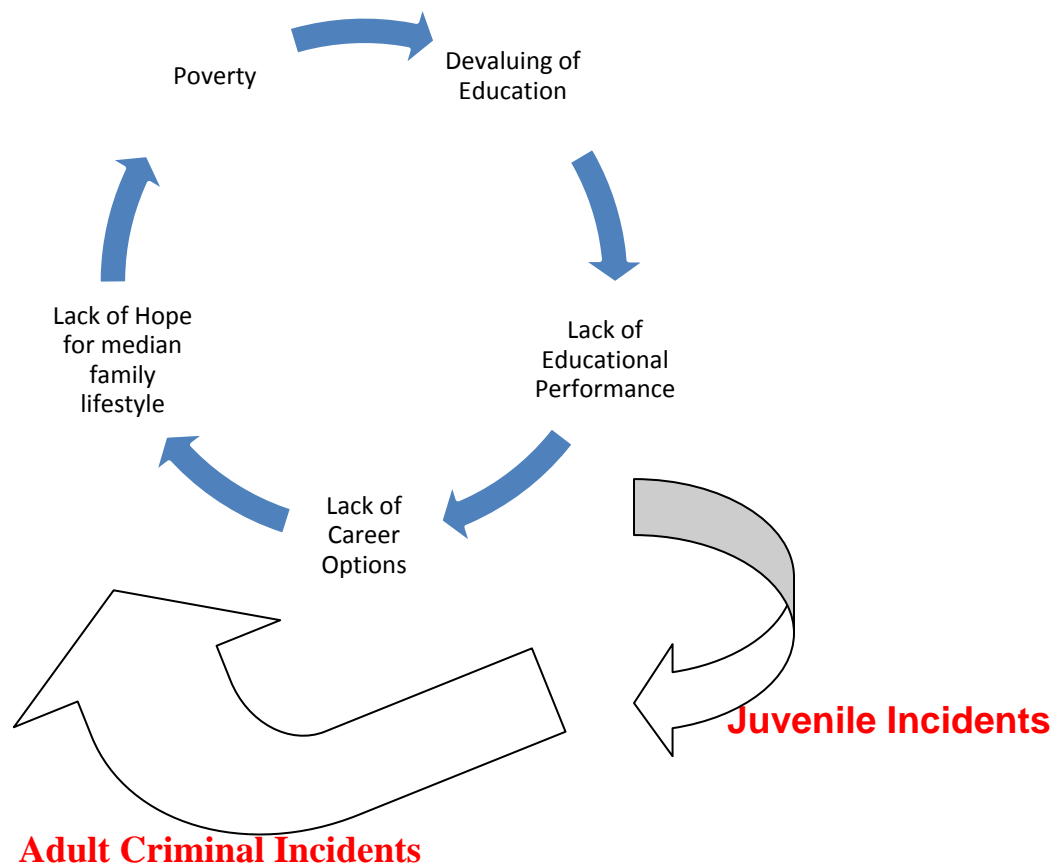 Poverty
Devaluing of
Education
Lack of
Educational
Performance
Lack of
Career
Options
Lack of Hope
for median
family
lifestyle
Juvenile Incidents
Adult Criminal Incidents